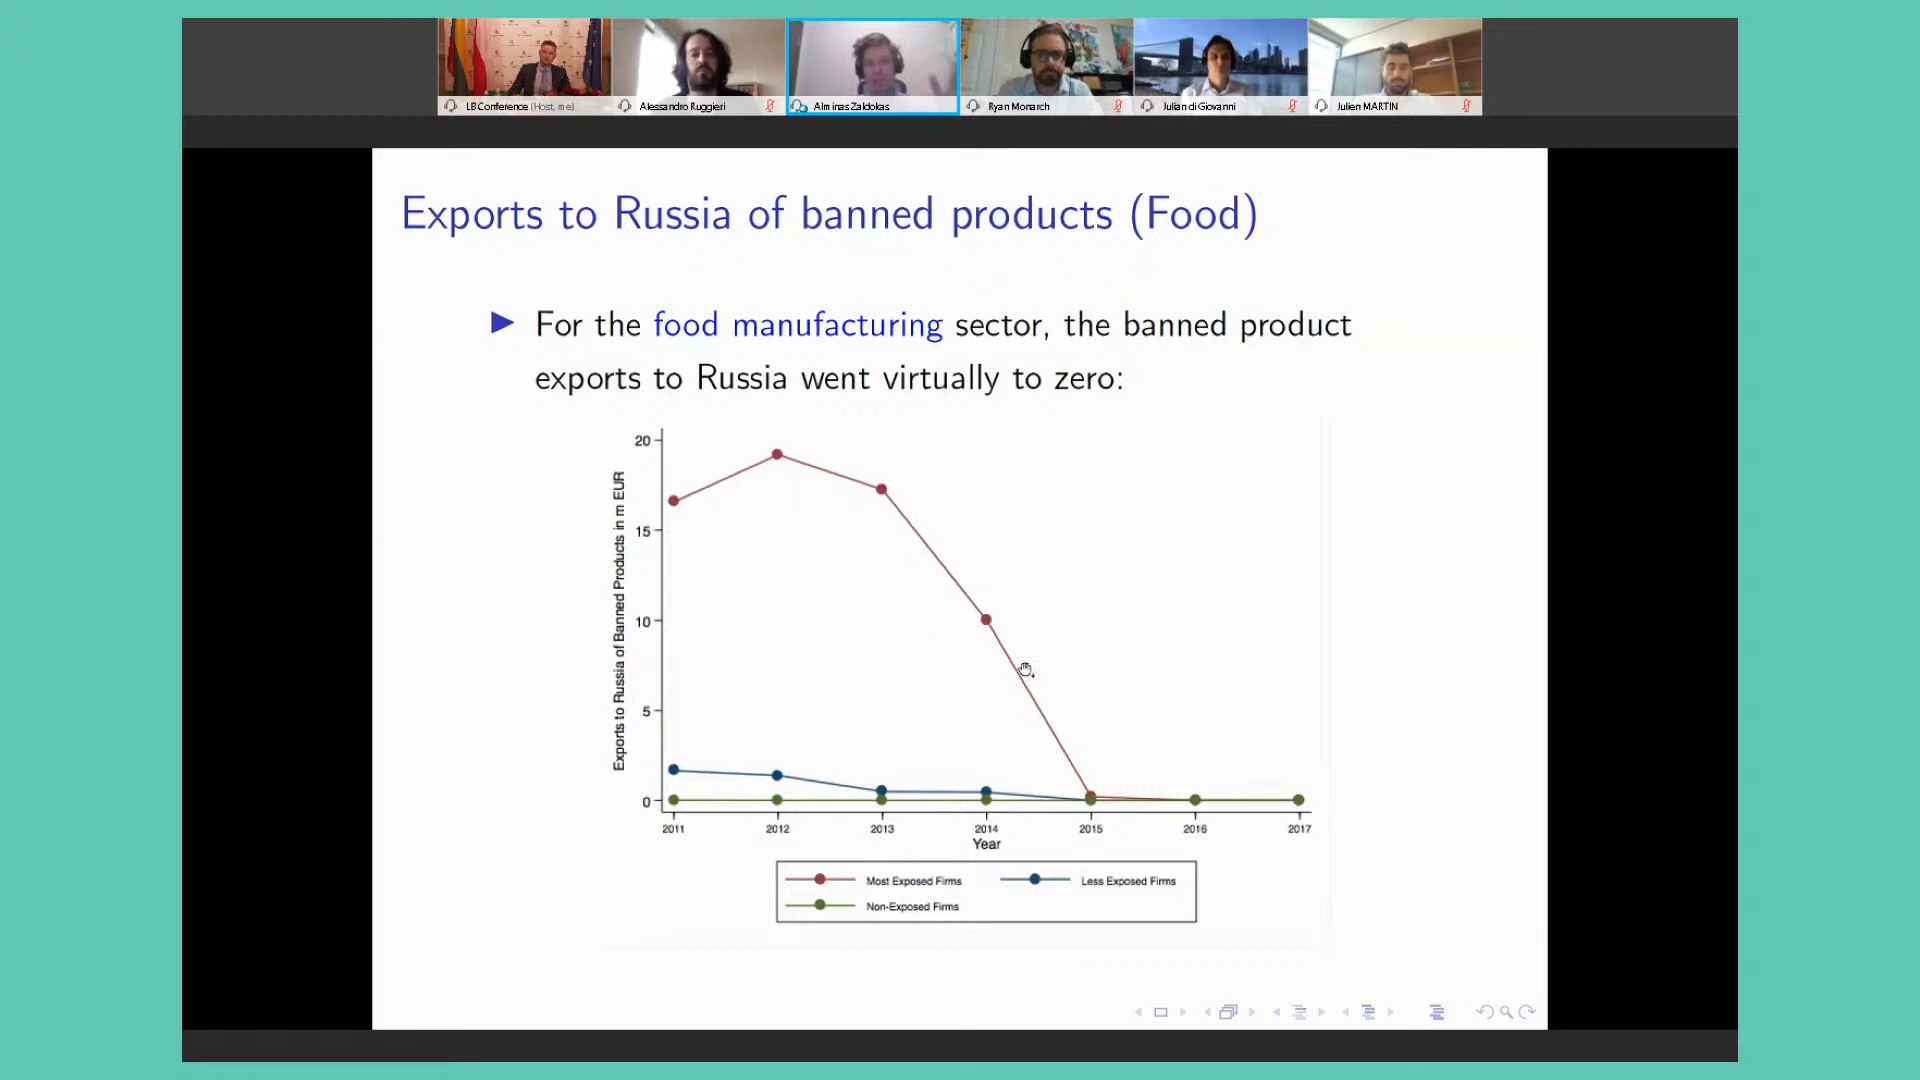 LB Conference (Host, me)
Alessandro Ruggieri
Alminas Zaldokas
Ryan Monarch
Julian di Giovanni
Julien MARTIN
Exports to Russia of banned products (Food)
For the food manufacturing sector, the banned product
exports to Russia went virtually to zero:
Exports to Russia of Banned Products in m EUR
20
15
10
5
0
2011 2012 2013 2014 2015 2016 2017
Year
Most Exposed Firms Less Exposed Firms
Non-Exposed Firms